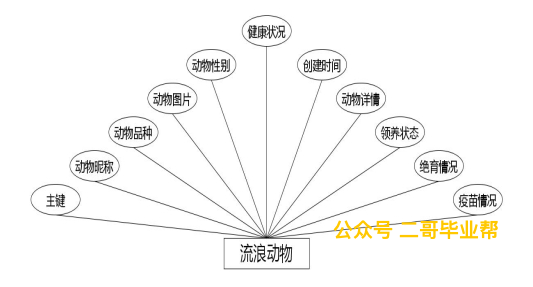 健康状况
动物性别
创建时间
动物图片
动物详情
动物品种
领养状态
动物昵称
绝育情况
主键
疫苗情况
公众号 二哥毕业帮
流浪动物